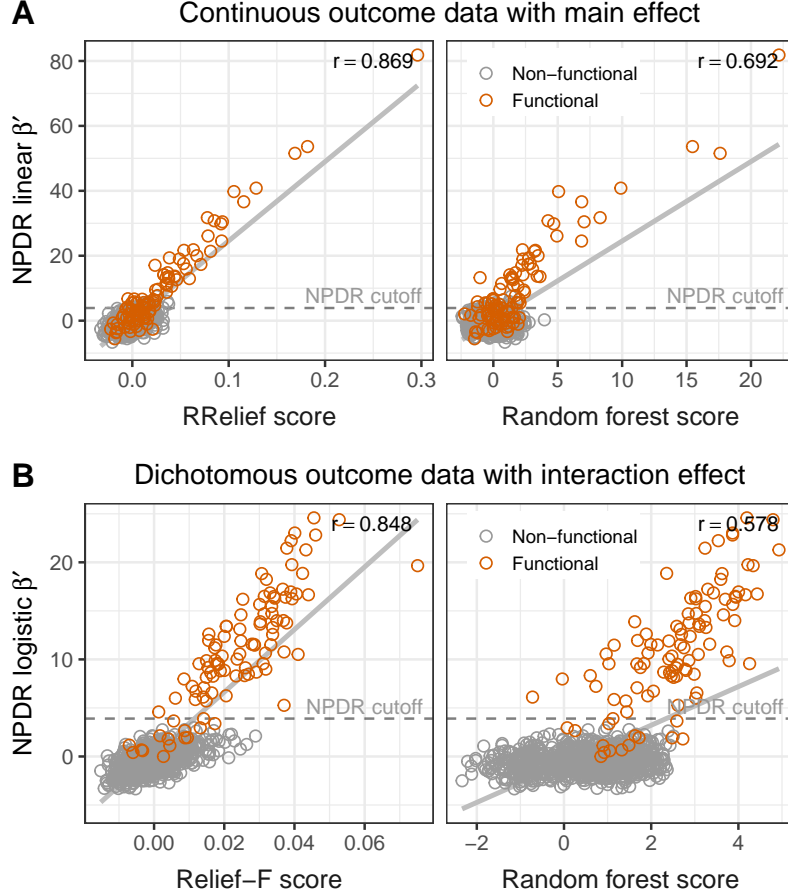 A Continuous outcome data with main effect
NPDR linear β′
80
60
40
20
0
r = 0.869
NPDR cutoff
0.0 0.1 0.2 0.3
RRelief score
r = 0.692
Non−functional
Functional
NPDR cutoff
0 5 10 15 20
Random forest score
B Dichotomous outcome data with interaction effect
NPDR logistic β′
20
10
0
r = 0.848
NPDR cutoff
0.00 0.02 0.04 0.06
Relief−F score
r = 0.578
Non−functional
Functional
NPDR cutoff
−2 0 2 4
Random forest score